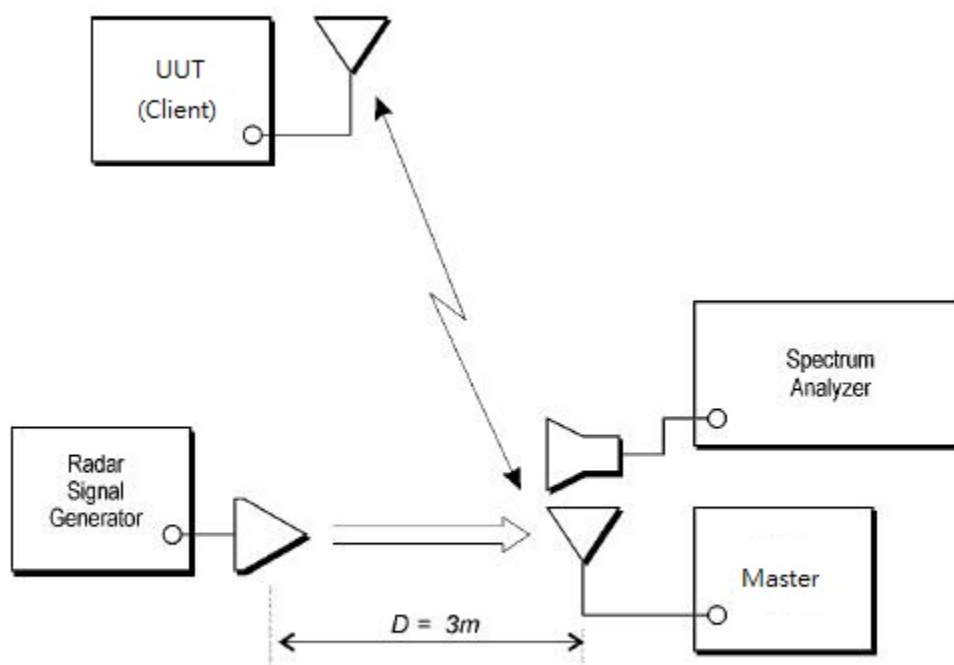 UUT
(Client)
Spectrum
Analyzer
Radar
Signal
Generator
Master
D = 3m